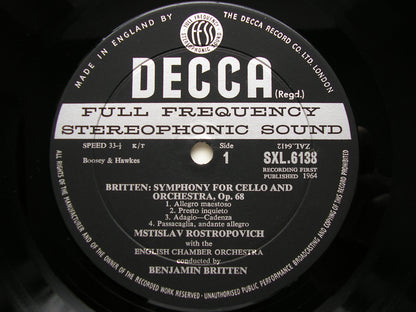 MADE IN ENGLAND BY
THE DECCA RECORD CO. LTD. LONDON
FULL FREQUENCY
STEREOPHONIC SOUND
DECCA
(Regd.)
FULL FREQUENCY
STEREOPHONIC SOUND
SPEED 33⅓ K/T
Side
ZAL.6412
Boosey & Hawkes
1
SXL.6138
RECORDING FIRST
PUBLISHED 1964
BRITTEN: SYMPHONY FOR CELLO AND
ORCHESTRA, Op. 68
1. Allegro maestoso
2. Presto inquieto
3. Adagio—Cadenza
4. Passacaglia, andante allegro
MSTISLAV ROSTROPOVICH
with the
ENGLISH CHAMBER ORCHESTRA
conducted by
BENJAMIN BRITTEN
ALL RIGHTS OF THE MANUFACTURER AND OF THE OWNER OF THE RECORDED WORK RESERVED · UNAUTHORISED PUBLIC PERFORMANCE, BROADCASTING AND COPYING OF THIS RECORD PROHIBITED